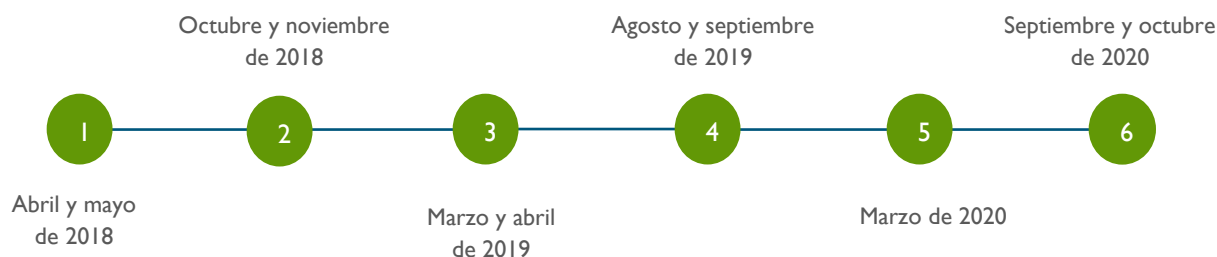 Octubre y noviembre
de 2018
Agosto y septiembre
de 2019
Septiembre y octubre
de 2020
1
2
3
4
5
6
Abril y mayo
de 2018
Marzo y abril
de 2019
Marzo de 2020